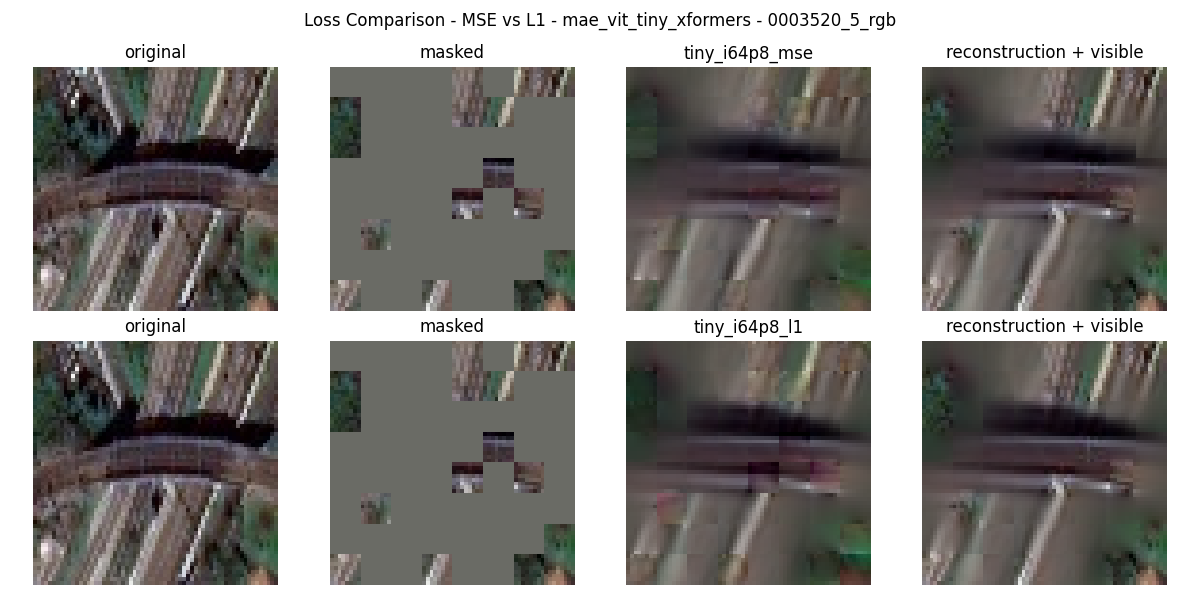 Loss Comparison - MSE vs L1 - mae_vit_tiny_xformers - 0003520_5_rgb
original
masked
tiny_i64p8_mse
reconstruction + visible
original
masked
tiny_i64p8_l1
reconstruction + visible